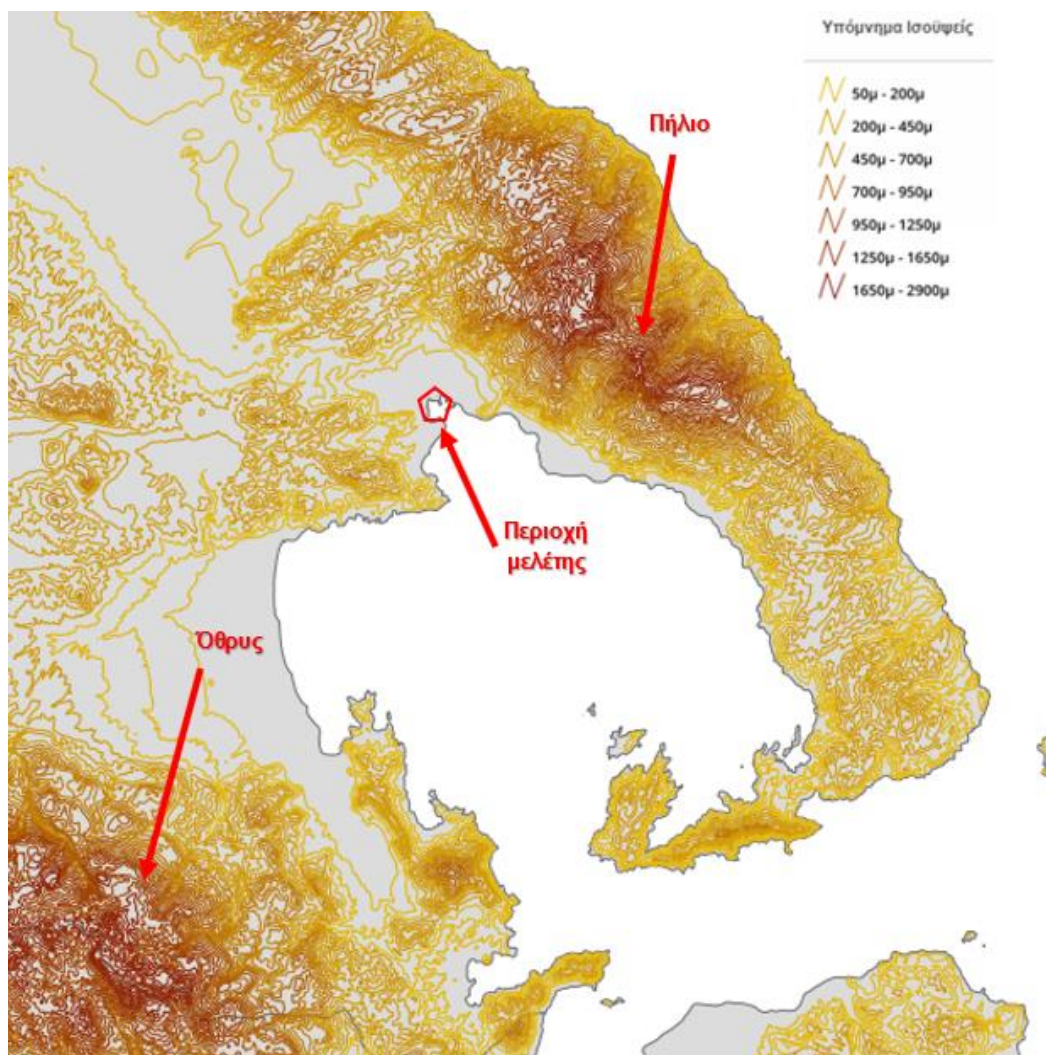 Υπόμνημα Ισοϋψείς
50μ - 200μ
200μ - 450μ
450μ - 700μ
700μ - 950μ
950μ - 1250μ
1250μ - 1650μ
1650μ - 2900μ
Πήλιο
Περιοχή
μελέτης
Όθρυς